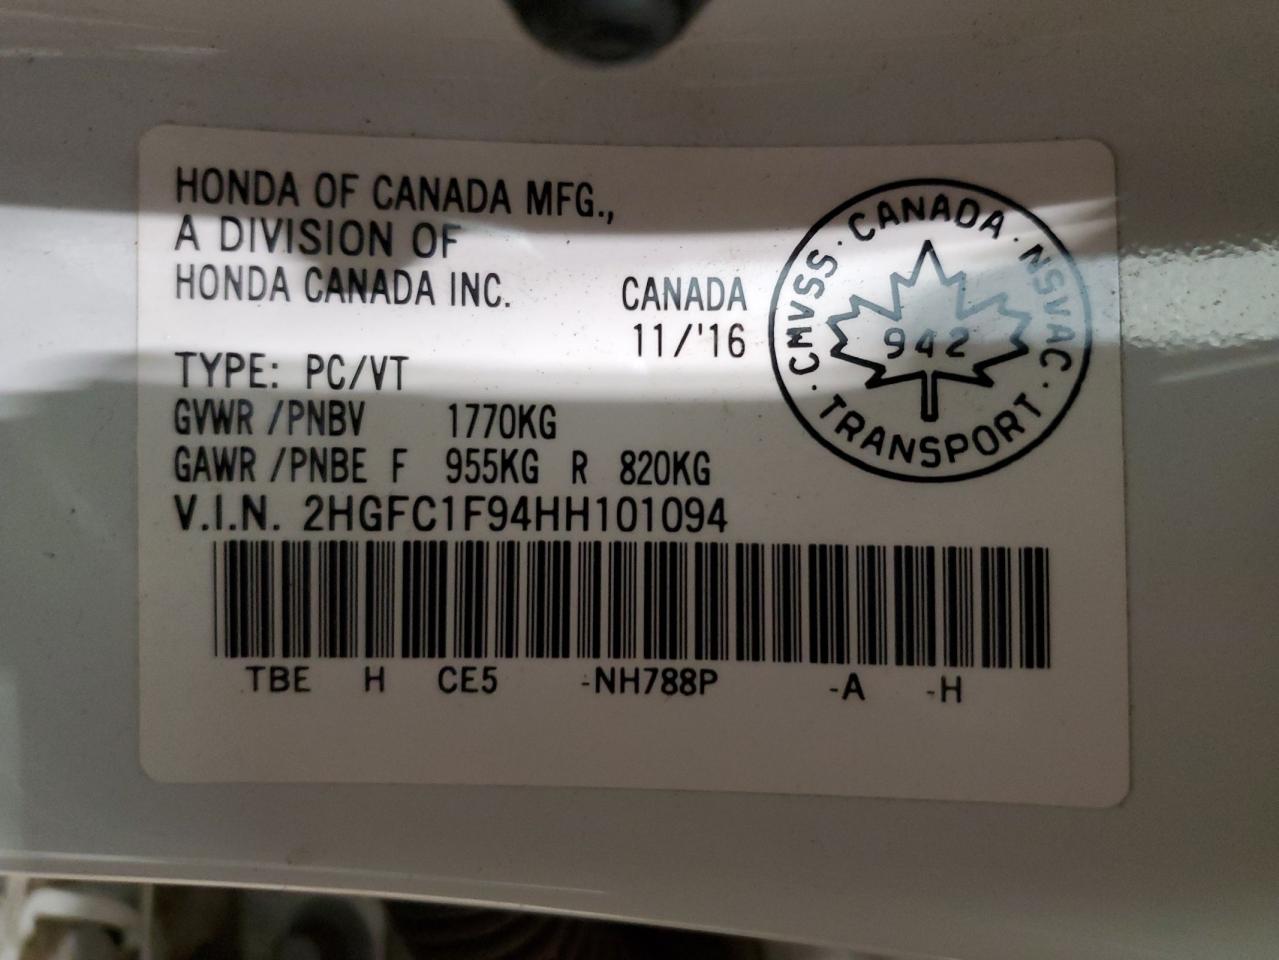 HONDA OF CANADA MFG.,
A DIVISION OF
HONDA CANADA INC.
CANADA
11/'16
TYPE: PC/VT
GVWR /PNBV 1770KG
GAWR /PNBE F 955KG R 820KG
V.I.N. 2HGFC1F94HH101094
TBE H CE5 -NH788P -A -H
CMVSS · CANADA · NSVAC ·
942
TRANSPORT ·